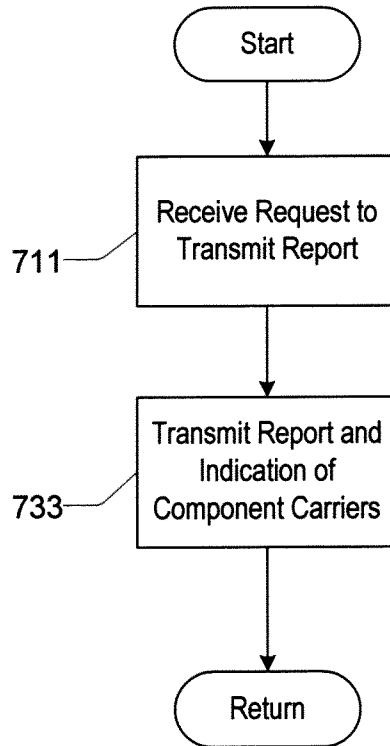 Start
711
Receive Request to
Transmit Report
733
Transmit Report and
Indication of
Component Carriers
Return